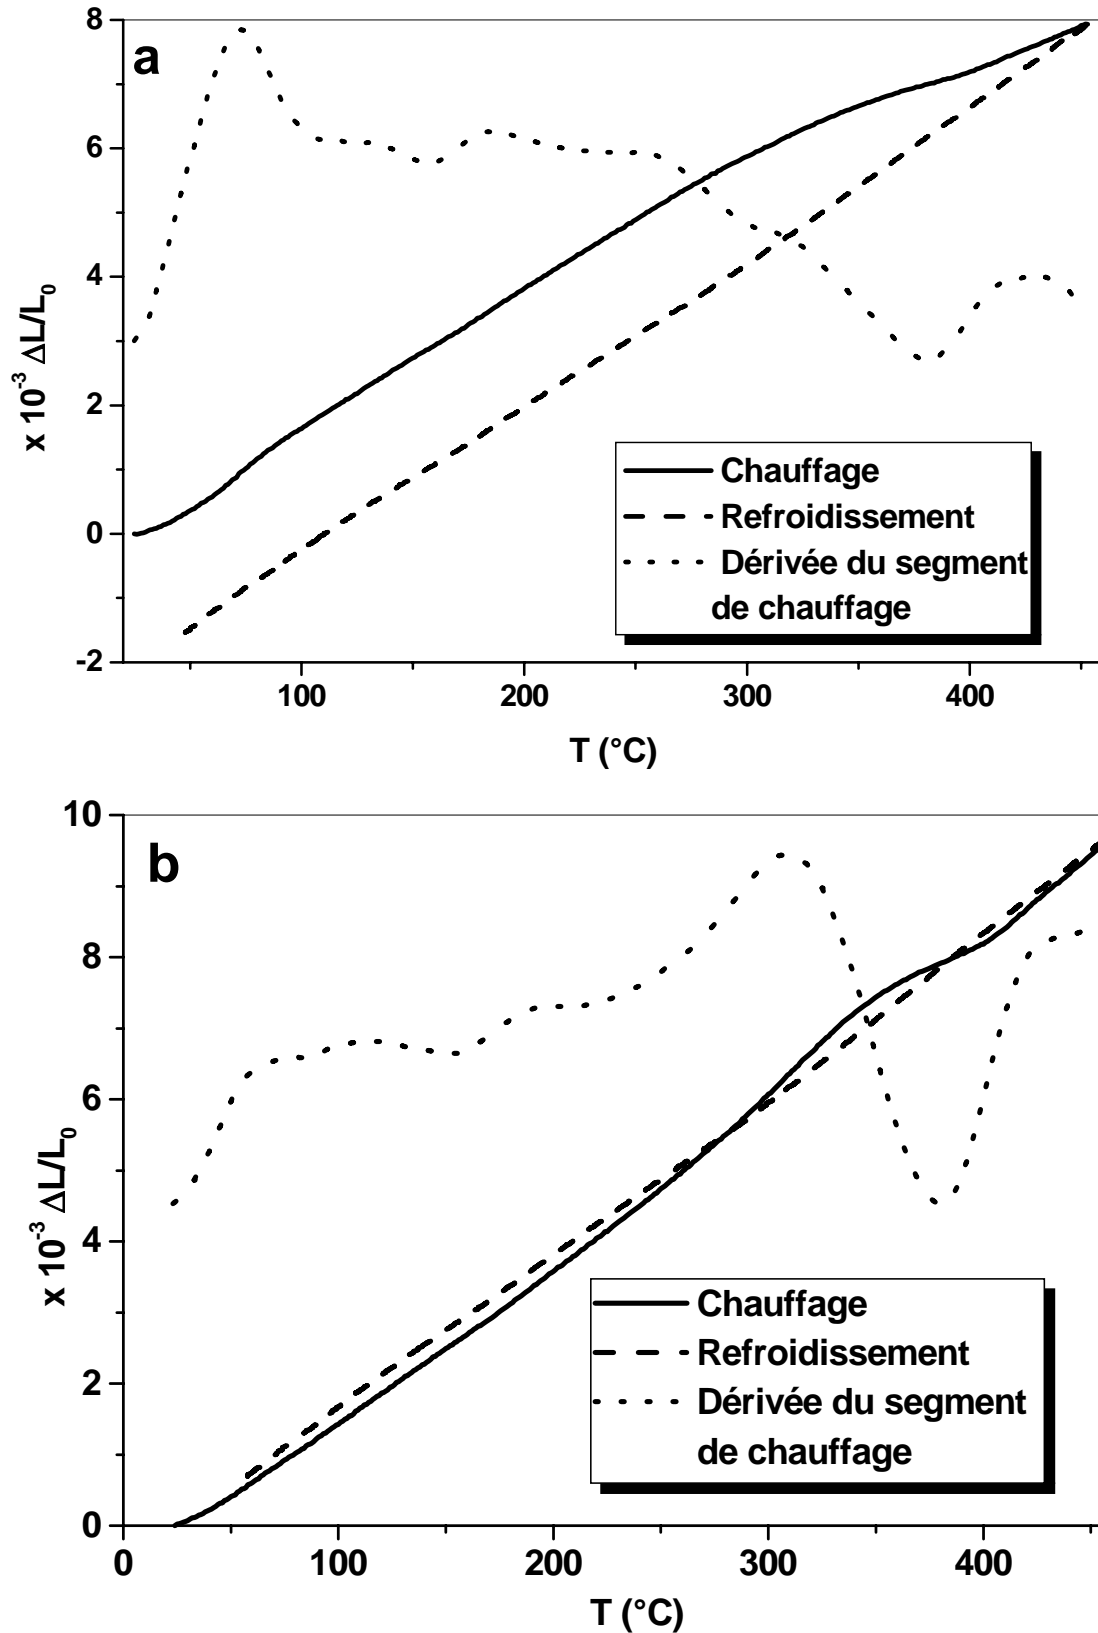 a
8
6
4
2
0
-2
x 10⁻³ ΔL/L₀
Chauffage
Refroidissement
Dérivée du segment
de chauffage
100
200
300
400
T (°C)
b
10
8
6
4
2
0
x 10⁻³ ΔL/L₀
Chauffage
Refroidissement
Dérivée du segment
de chauffage
0
100
200
300
400
T (°C)